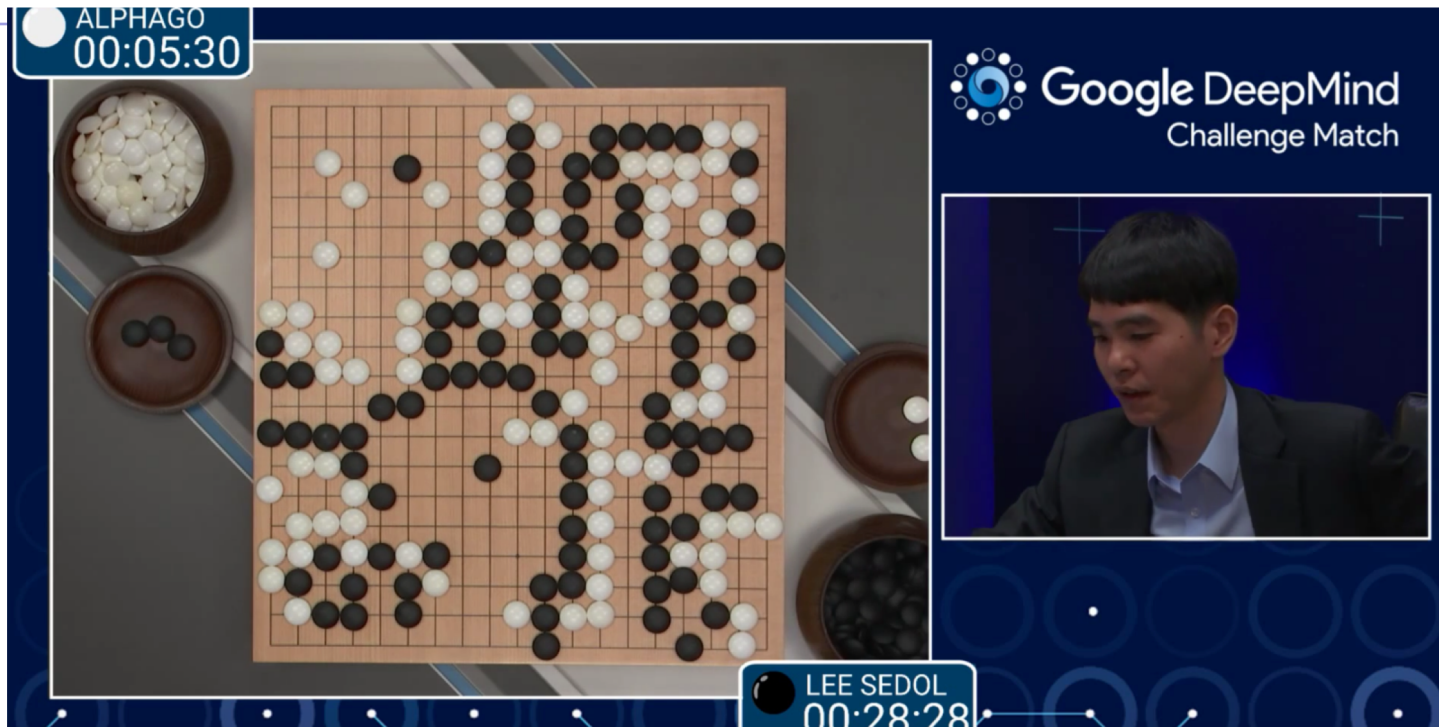 ALPHAGO
00:05:30
Google DeepMind
Challenge Match
LEE SEDOL
00:28:28